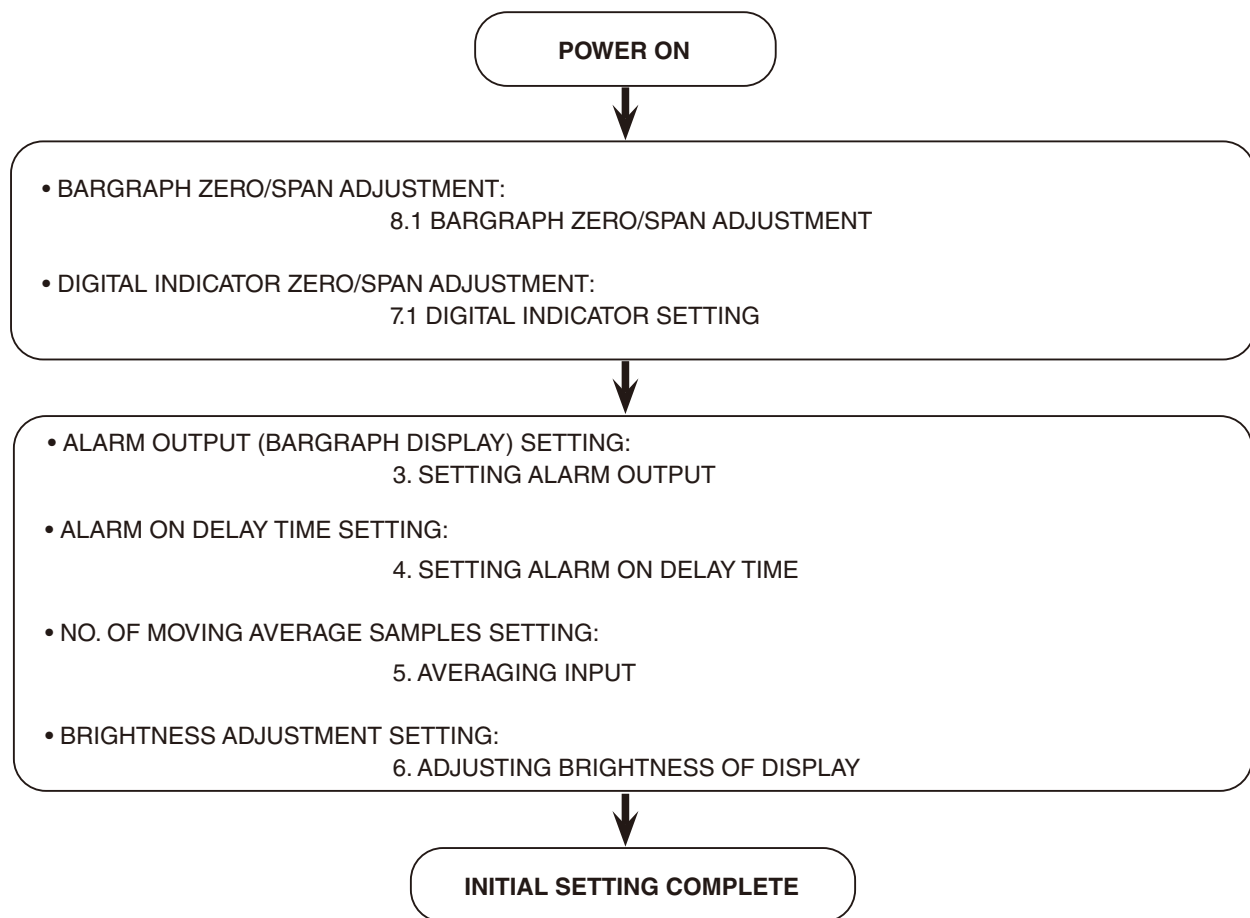 POWER ON
• BARGRAPH ZERO/SPAN ADJUSTMENT:
8.1 BARGRAPH ZERO/SPAN ADJUSTMENT
• DIGITAL INDICATOR ZERO/SPAN ADJUSTMENT:
7.1 DIGITAL INDICATOR SETTING
• ALARM OUTPUT (BARGRAPH DISPLAY) SETTING:
3. SETTING ALARM OUTPUT
• ALARM ON DELAY TIME SETTING:
4. SETTING ALARM ON DELAY TIME
• NO. OF MOVING AVERAGE SAMPLES SETTING:
5. AVERAGING INPUT
• BRIGHTNESS ADJUSTMENT SETTING:
6. ADJUSTING BRIGHTNESS OF DISPLAY
INITIAL SETTING COMPLETE